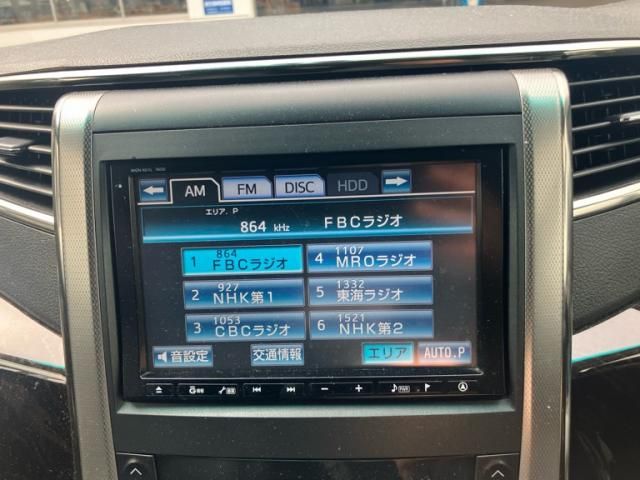 AM FM DISC HDD
エリア. P
864 kHz FBCラジオ
1 864 FBCラジオ
4 1107 MROラジオ
2 927 NHK第1
5 1332 東海ラジオ
3 1053 CBCラジオ
6 1521 NHK第2
音設定 交通情報 エリア AUTO.P